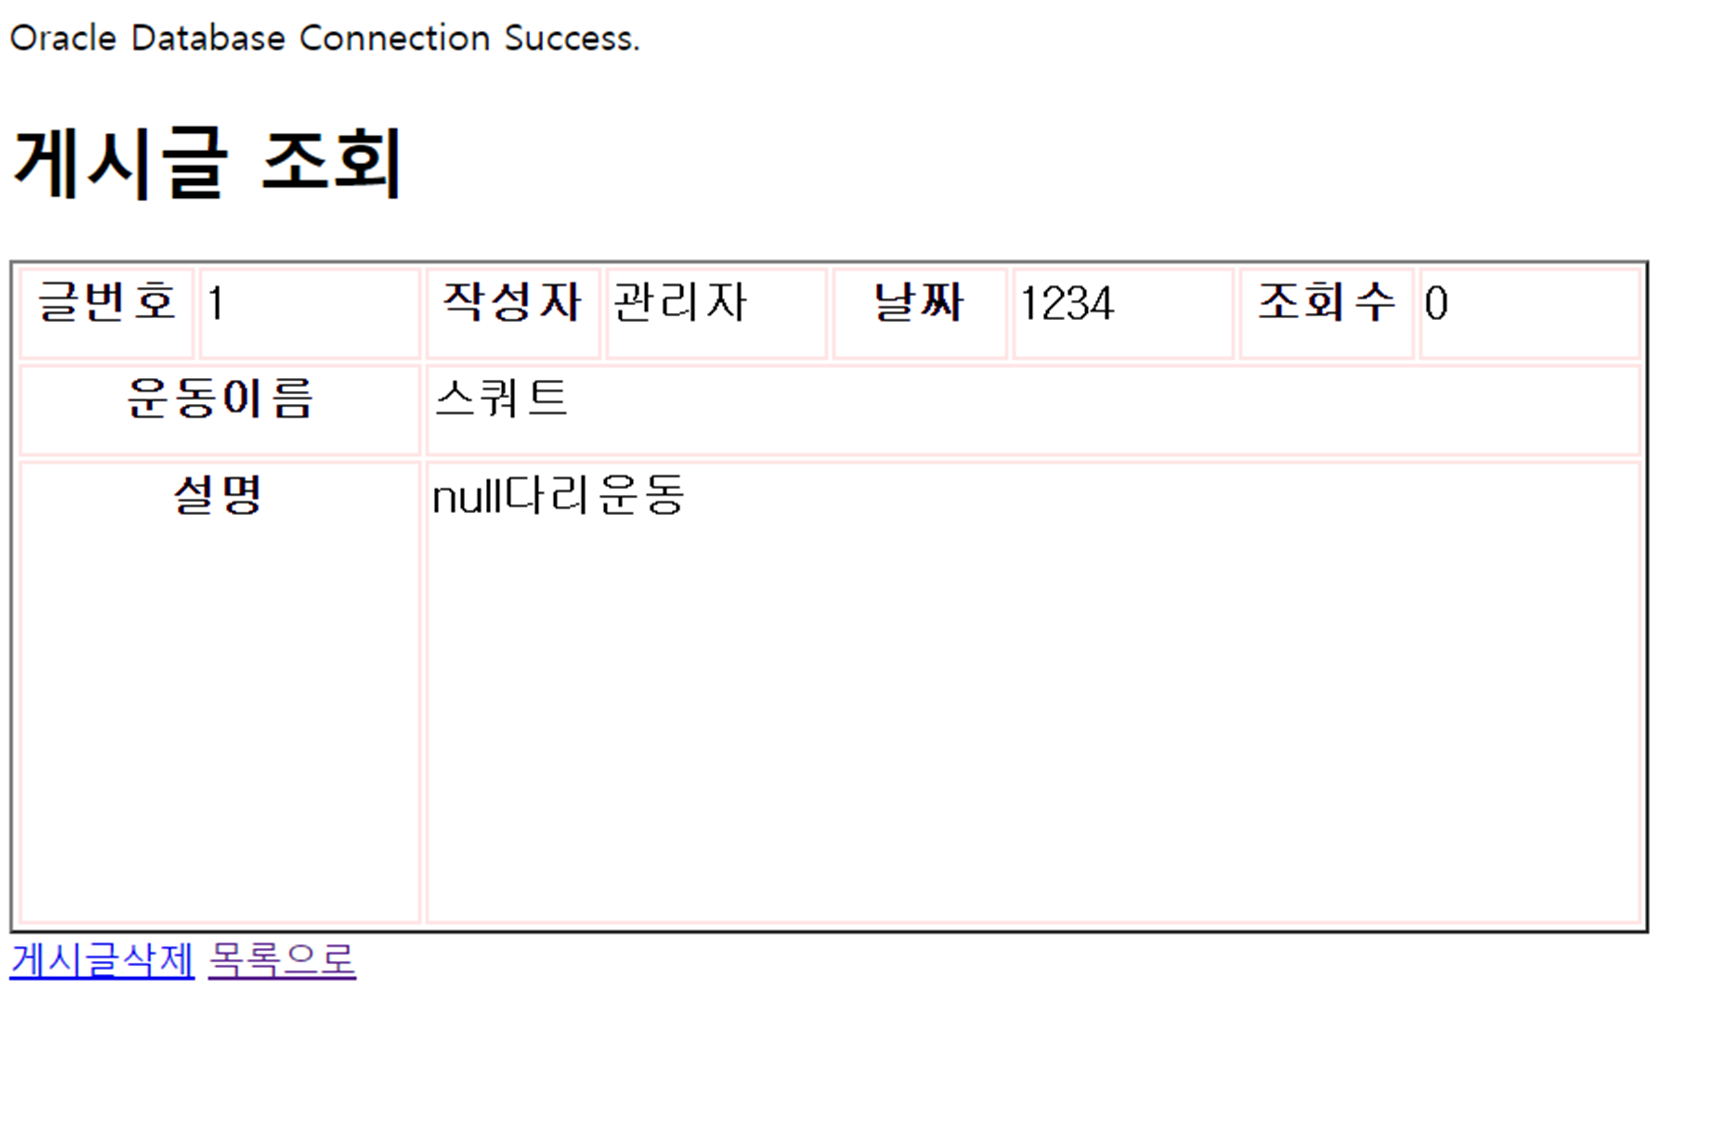 Oracle Database Connection Success.
게시글 조회
글번호 1 작성자 관리자 날짜 1234 조회수 0
운동이름 스쿼트
설명 null다리운동
게시글삭제 목록으로